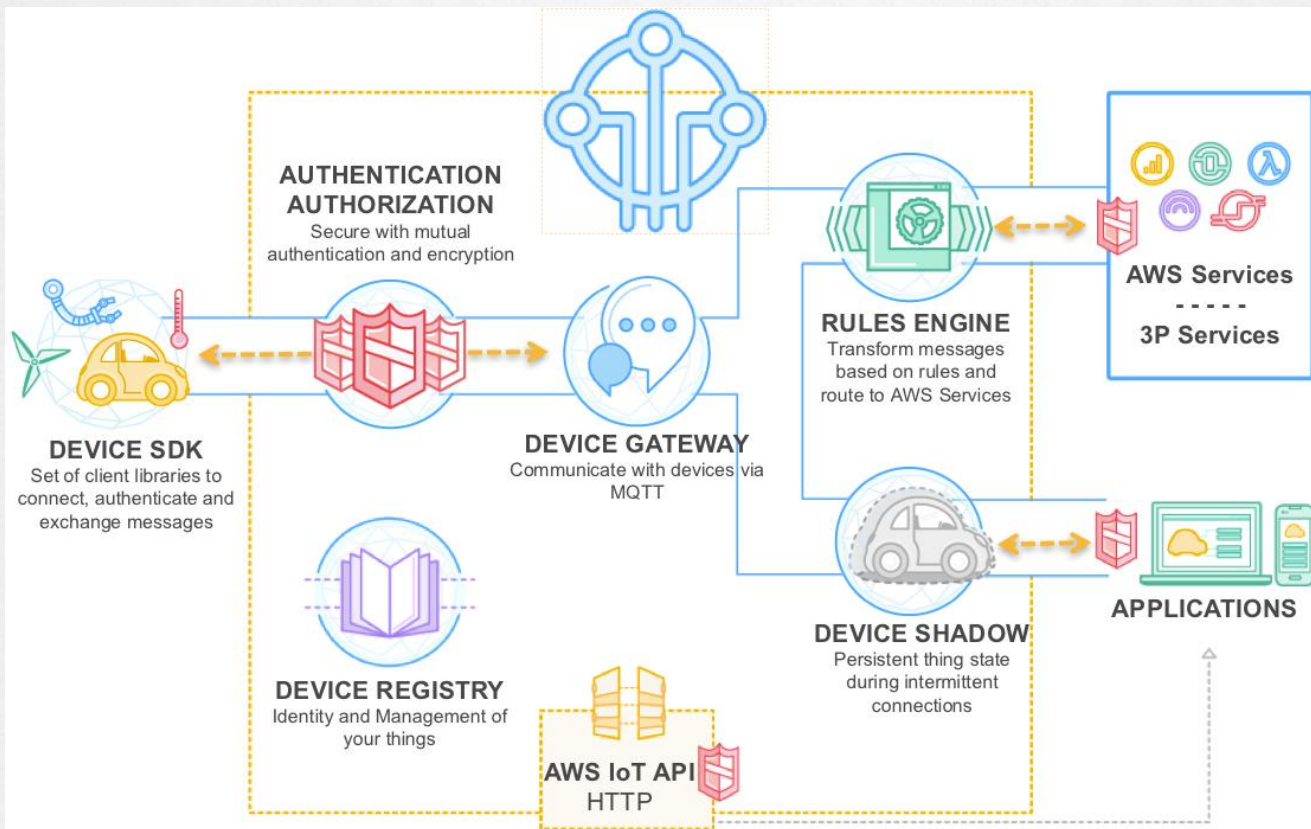 AUTHENTICATION
AUTHORIZATION
Secure with mutual
authentication and encryption
DEVICE SDK
Set of client libraries to
connect, authenticate and
exchange messages
DEVICE GATEWAY
Communicate with devices via
MQTT
RULES ENGINE
Transform messages
based on rules and
route to AWS Services
AWS Services
- - - - -
3P Services
DEVICE REGISTRY
Identity and Management of
your things
DEVICE SHADOW
Persistent thing state
during intermittent
connections
APPLICATIONS
AWS IoT API
HTTP